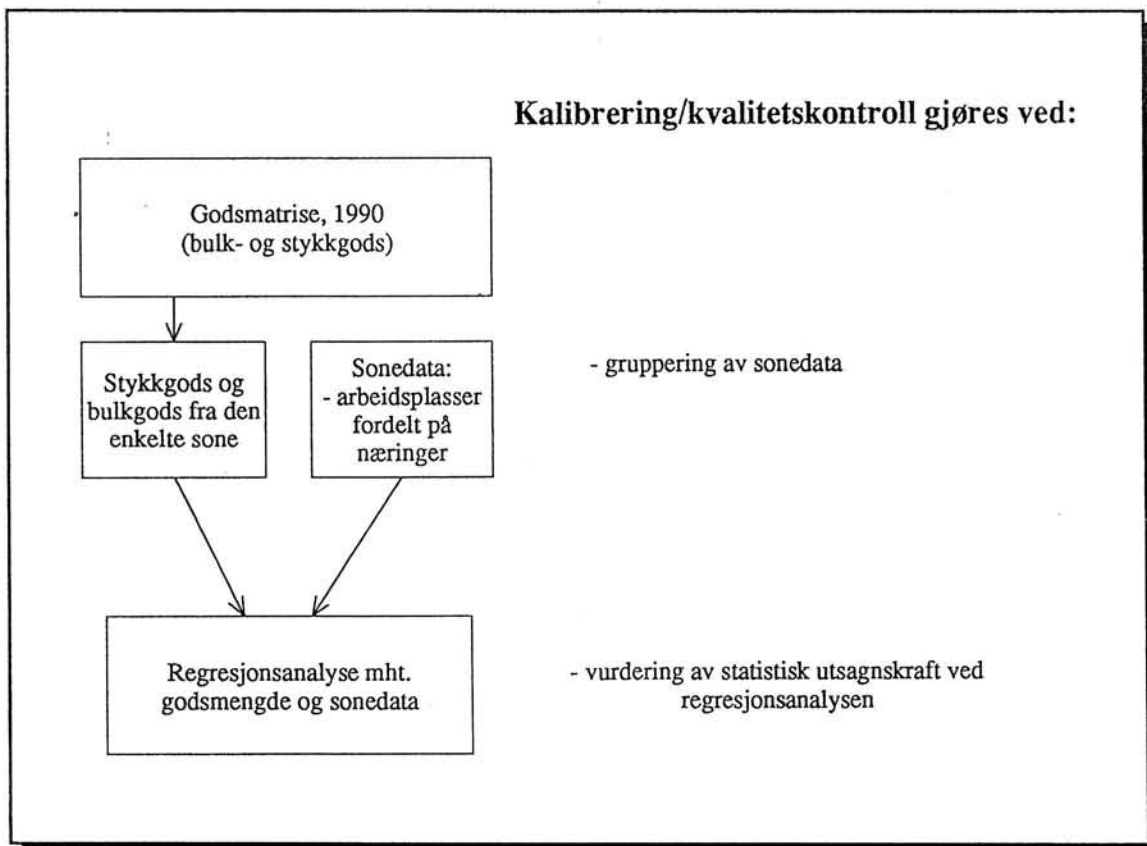 Kalibrering/kvalitetskontroll gjøres ved:
Godsmatrise, 1990
(bulk- og stykkgods)
Stykkgods og
bulkgods fra den
enkelte sone
Sonedata:
- arbeidsplasser
fordelt på
næringer
- gruppering av sonedata
Regresjonsanalyse mht.
godsmengde og sonedata
- vurdering av statistisk utsagnskraft ved
regresjonsanalysen